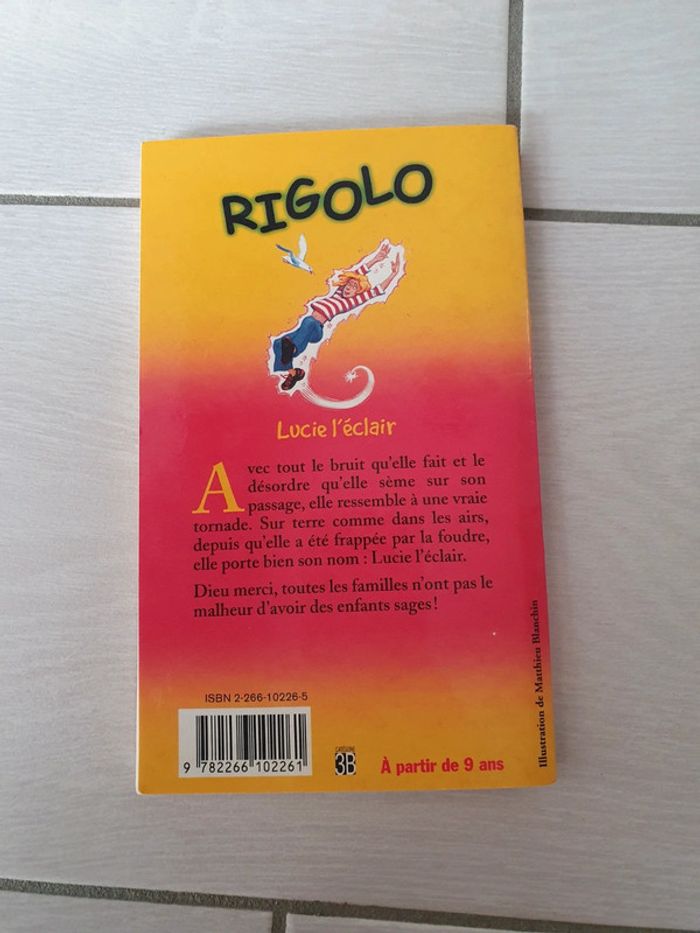 RIGOLO
Lucie l'éclair
Avec tout le bruit qu'elle fait et le
désordre qu'elle sème sur son
passage, elle ressemble à une vraie
tornade. Sur terre comme dans les airs,
depuis qu'elle a été frappée par la foudre,
elle porte bien son nom : Lucie l'éclair.
Dieu merci, toutes les familles n'ont pas le
malheur d'avoir des enfants sages !
Illustration de Matthieu Blanchin
ISBN 2-266-10226-5
9 782266 102261
CATÉGORIE
3B
À partir de 9 ans